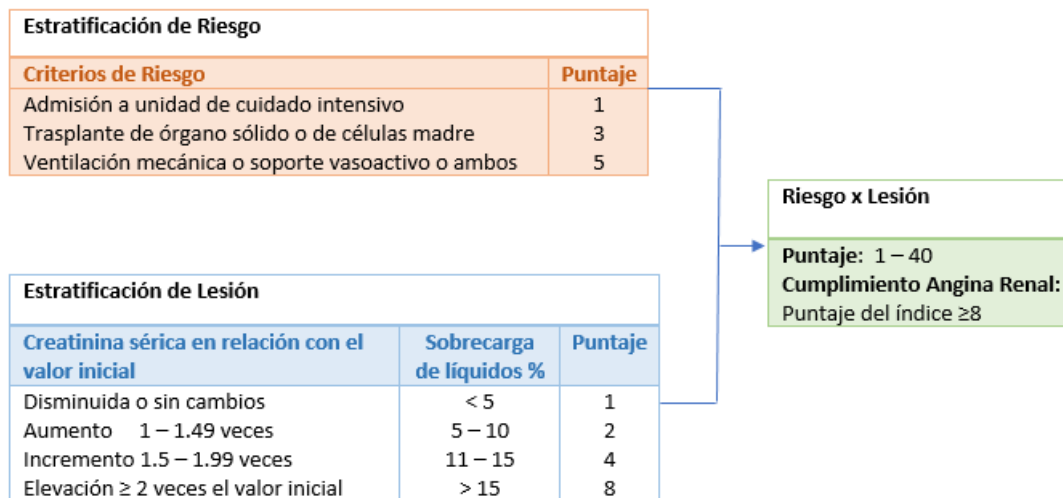 Estratificación de Riesgo
Criterios de Riesgo Puntaje
Admisión a unidad de cuidado intensivo 1
Trasplante de órgano sólido o de células madre 3
Ventilación mecánica o soporte vasoactivo o ambos 5
Riesgo x Lesión
Puntaje: 1 – 40
Cumplimiento Angina Renal:
Puntaje del índice ≥8
Estratificación de Lesión
Creatinina sérica en relación con el
valor inicial
Sobrecarga
de líquidos %
Puntaje
Disminuida o sin cambios < 5 1
Aumento 1 – 1.49 veces 5 – 10 2
Incremento 1.5 – 1.99 veces 11 – 15 4
Elevación ≥ 2 veces el valor inicial > 15 8